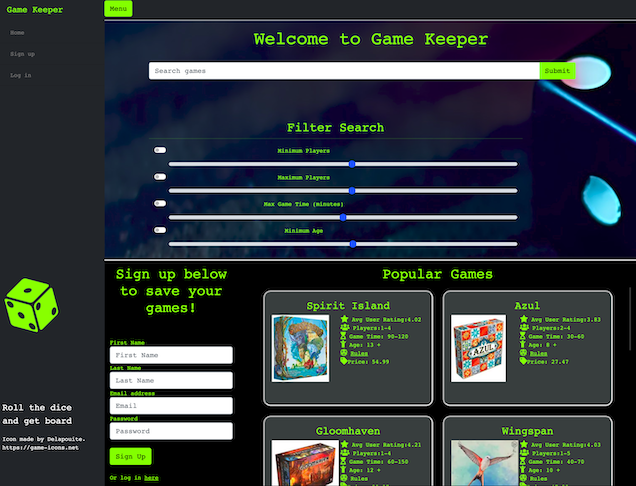 Game Keeper
Home
Sign up
Log in
Roll the dice
and get board
Icon made by Delapouite.
https://game-icons.net
Menu
Welcome to Game Keeper
Search games
Submit
Filter Search
Minimum Players
Maximum Players
Max Game Time (minutes)
Minimum Age
Sign up below
to save your
games!
First Name
First Name
Last Name
Last Name
Email address
Email
Password
Password
Sign Up
Or log in here
Popular Games
Spirit Island
Avg User Rating:4.02
Players:1-4
Game Time: 90-120
Age: 13 +
Rules
Price: 54.99
Azul
AZUL
Avg User Rating:3.83
Players:2-4
Game Time: 30-60
Age: 8 +
Rules
Price: 27.47
Gloomhaven
Avg User Rating:4.21
Players:1-4
Game Time: 60-150
Age: 12 +
Rules
Wingspan
Avg User Rating:4.03
Players:1-5
Game Time: 40-70
Age: 10 +
Rules